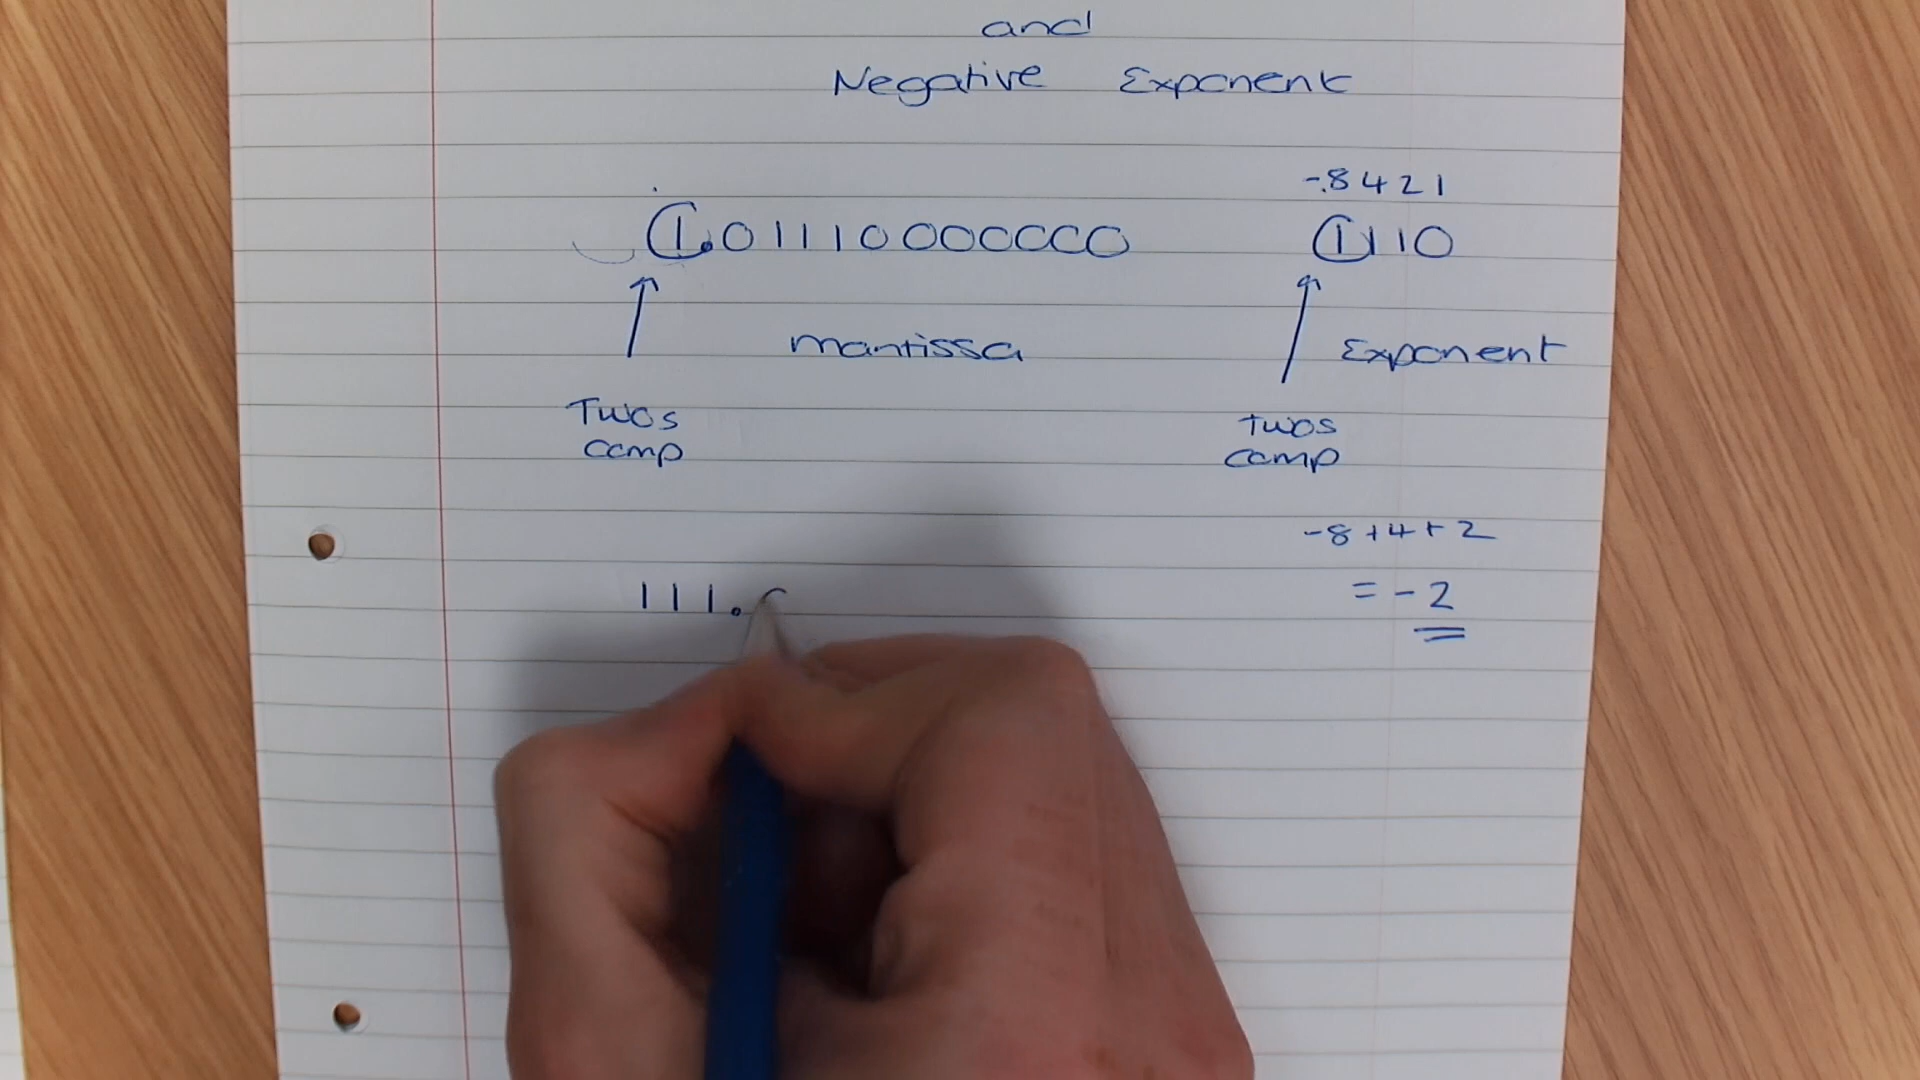 and
Negative Exponent
-8 4 2 1
1.01110000000 1110
mantissa Exponent
Twos
comp
twos
comp
-8+4+2
111.
= -2